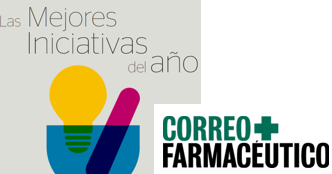 Las Mejores
Iniciativas
del año
CORREO
FARMACÉUTICO